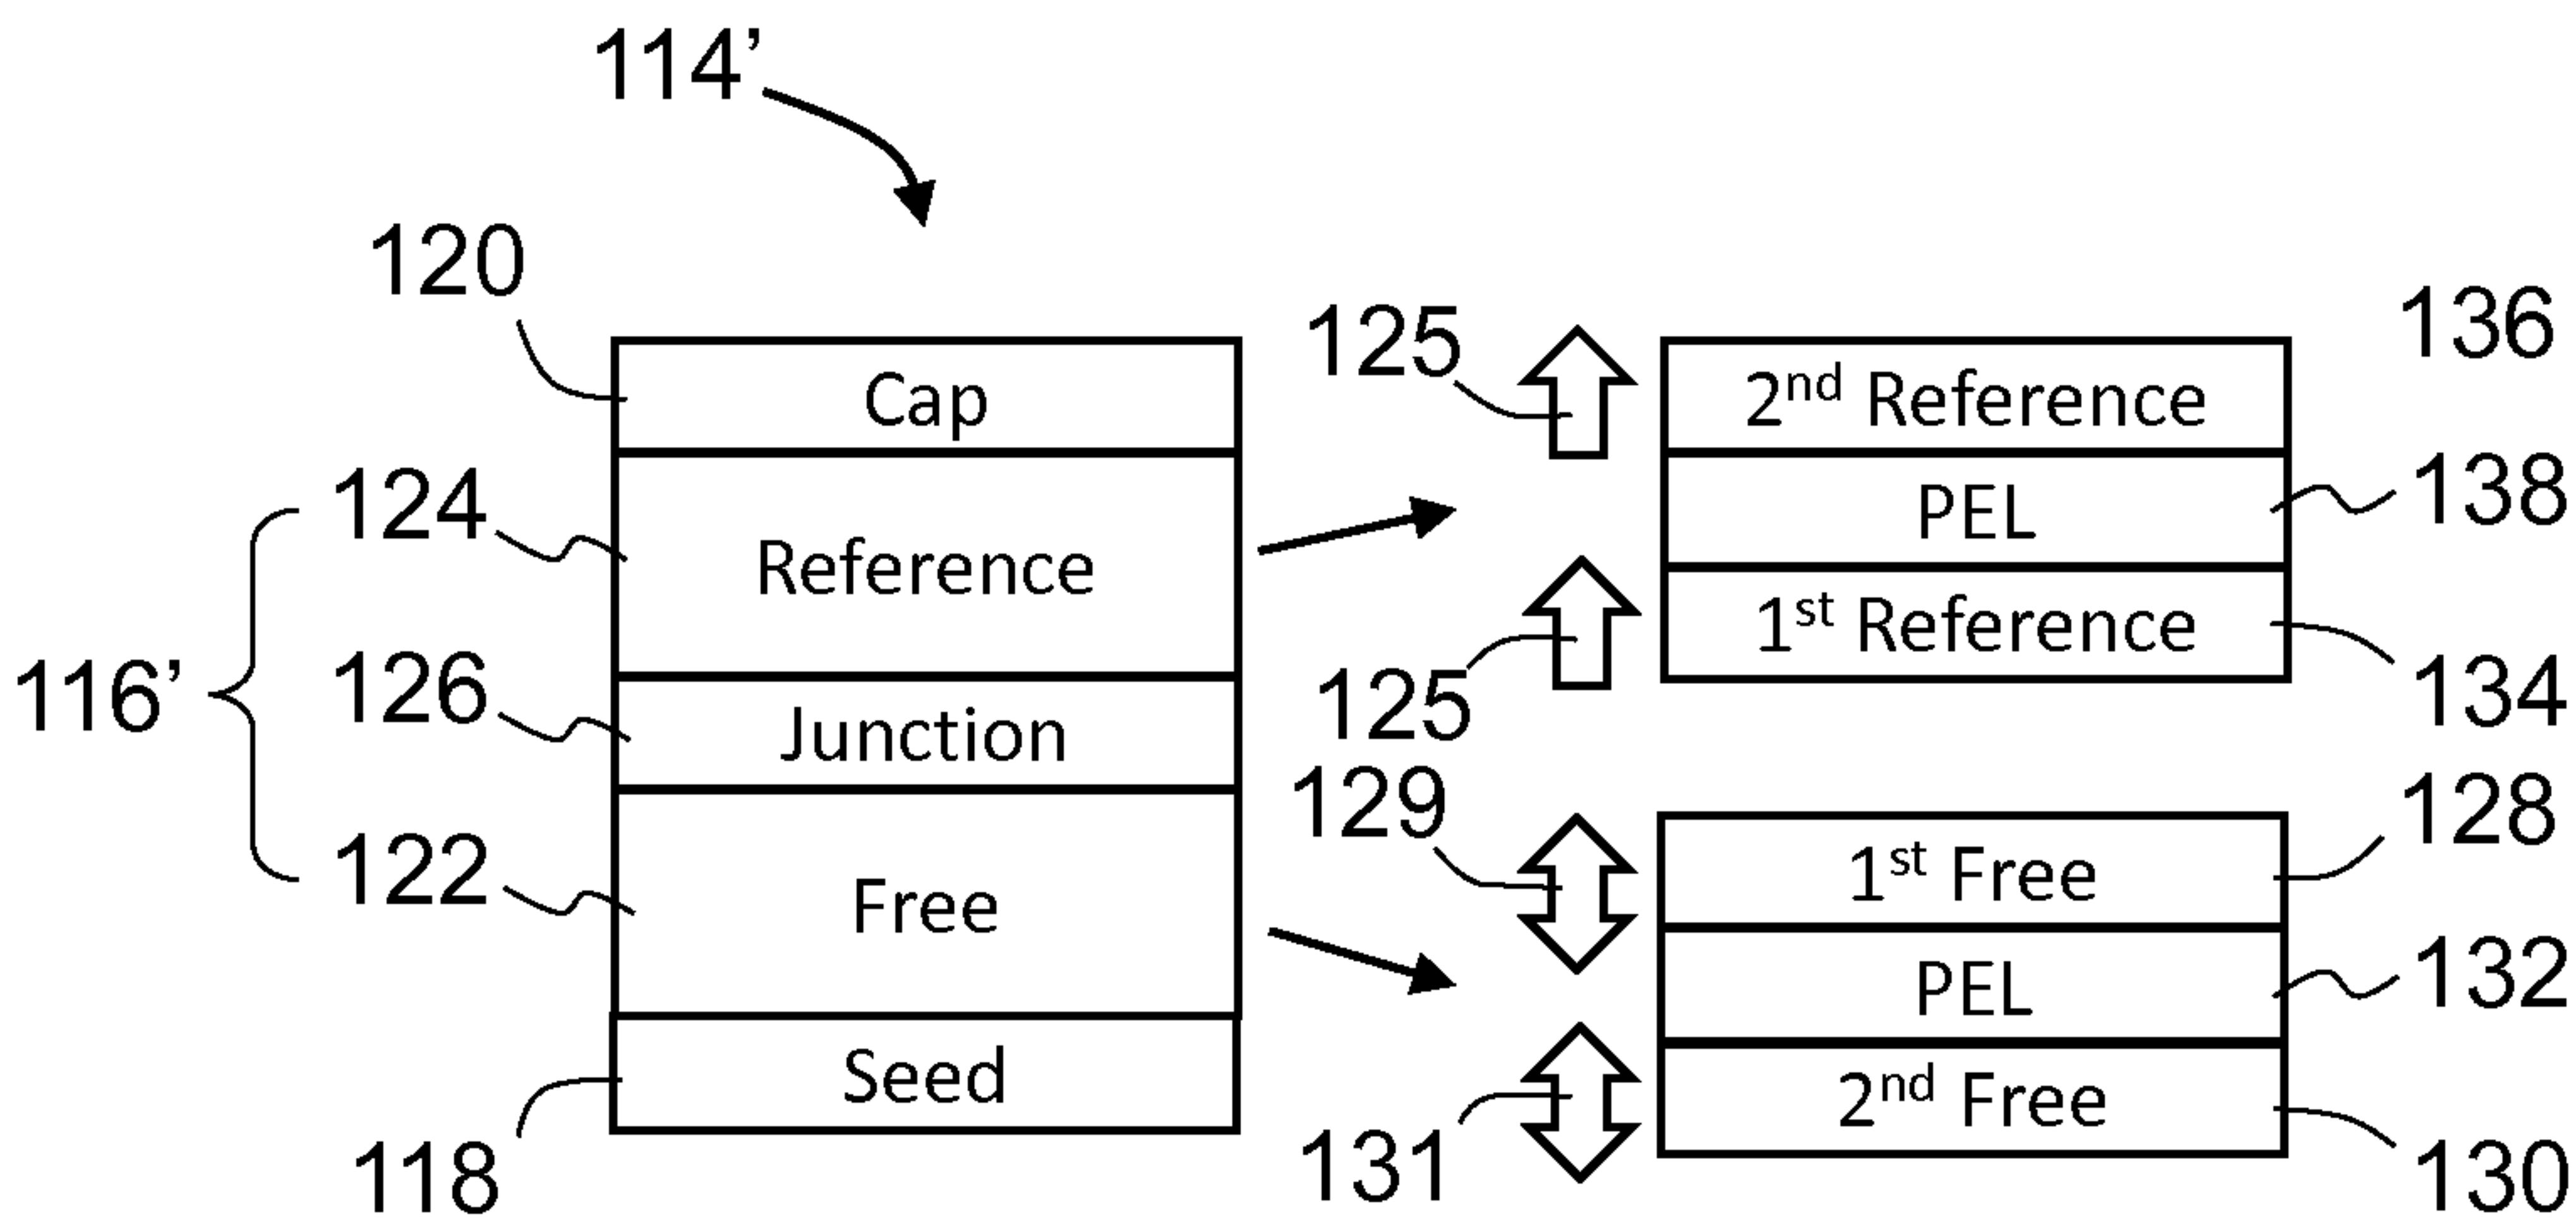 114’
120
Cap
125
2nd Reference
136
124
Reference
PEL
138
125
1st Reference
134
116’
126
Junction
129
1st Free
128
122
Free
PEL
132
Seed
118
131
2nd Free
130